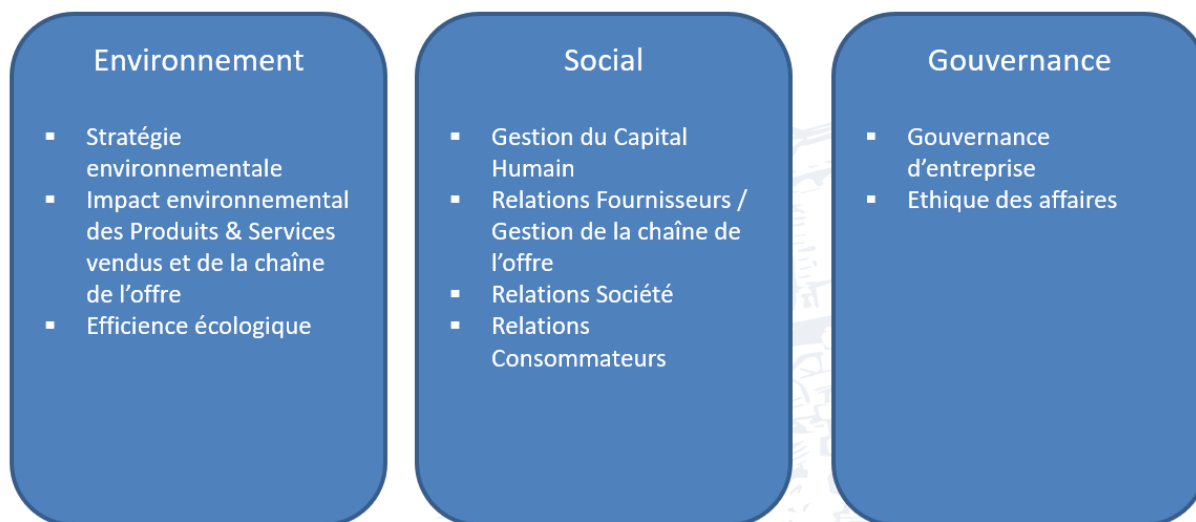 Environnement
▪ Stratégie
environnementale
▪ Impact environnemental
des Produits & Services
vendus et de la chaîne
de l’offre
▪ Efficience écologique
Social
▪ Gestion du Capital
Humain
▪ Relations Fournisseurs /
Gestion de la chaîne de
l’offre
▪ Relations Société
▪ Relations
Consommateurs
Gouvernance
▪ Gouvernance
d’entreprise
▪ Ethique des affaires